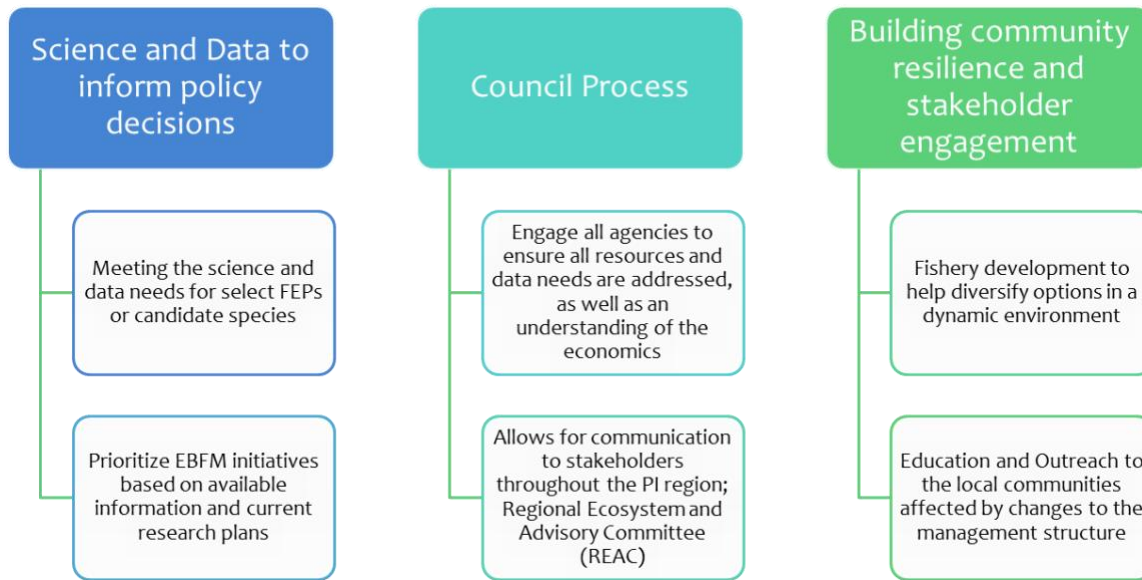 Science and Data to
inform policy
decisions
Meeting the science and
data needs for select FEPs
or candidate species
Prioritize EBFM initiatives
based on available
information and current
research plans
Council Process
Engage all agencies to
ensure all resources and
data needs are addressed,
as well as an
understanding of the
economics
Allows for communication
to stakeholders
throughout the PI region;
Regional Ecosystem and
Advisory Committee
(REAC)
Building community
resilience and
stakeholder
engagement
Fishery development to
help diversify options in a
dynamic environment
Education and Outreach to
the local communities
affected by changes to the
management structure